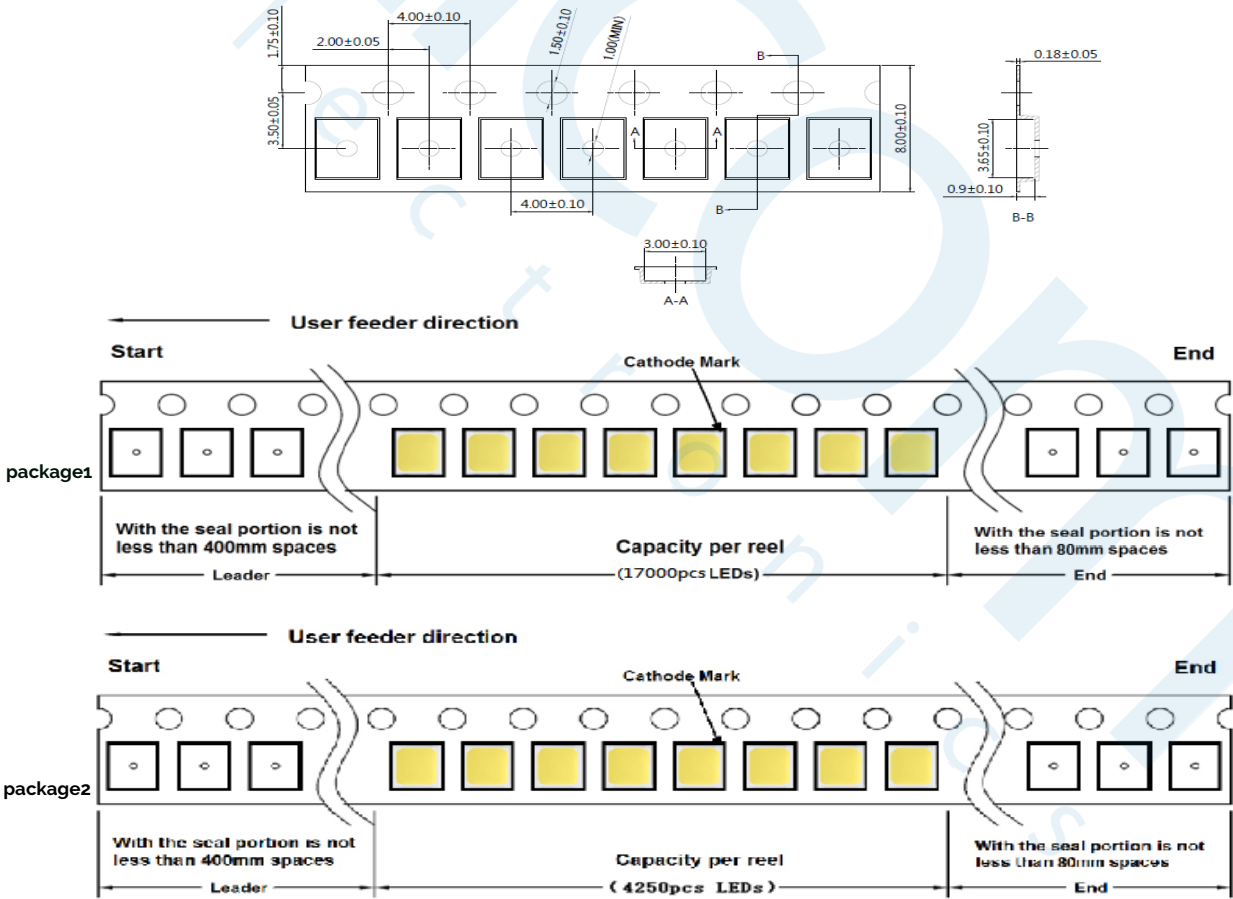 1.75±0.10
4.00±0.10
2.00±0.05
1.50±0.10
1.00(MIN)
B
0.18±0.05
3.50±0.05
A
A
8.00±0.10
3.65±0.10
4.00±0.10
B
0.9±0.10
B-B
3.00±0.10
A-A
User feeder direction
Start
Cathode Mark
End
package1
With the seal portion is not
less than 400mm spaces
Capacity per reel
With the seal portion is not
less than 80mm spaces
Leader
(17000pcs LEDs)
End
User feeder direction
Start
Cathode Mark
End
package2
With the seal portion is not
less than 400mm spaces
Capacity per reel
With the seal portion is not
less than 80mm spaces
Leader
(4250pcs LEDs)
End